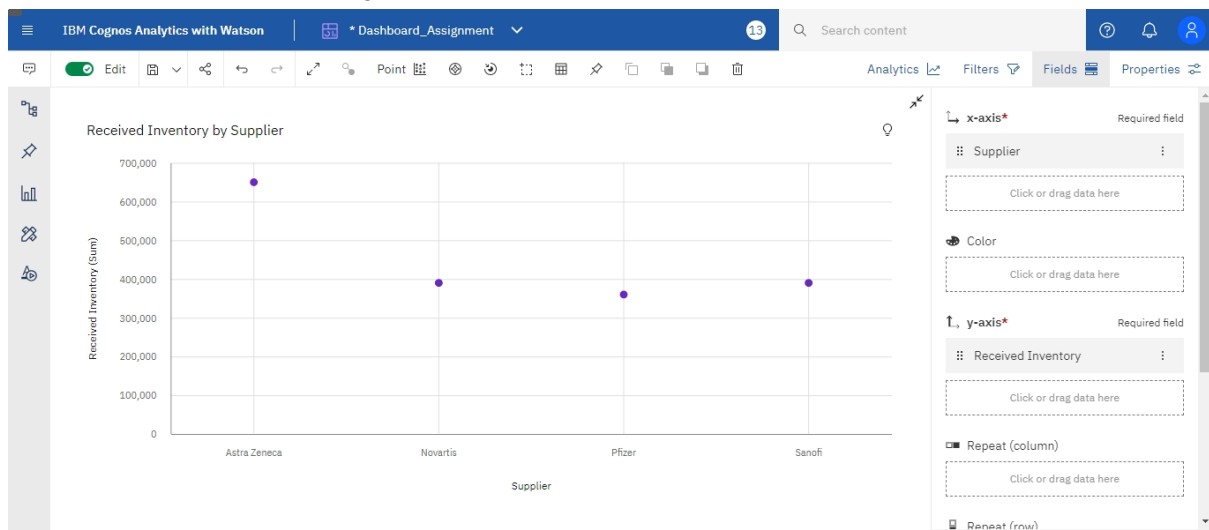 IBM Cognos Analytics with Watson
* Dashboard_Assignment
13
Search content
Edit
Point
Analytics
Filters
Fields
Properties
Received Inventory by Supplier
700,000
600,000
500,000
400,000
300,000
200,000
100,000
0
Received Inventory (Sum)
Astra Zeneca
Novartis
Pfizer
Sanofi
Supplier
x-axis*
Required field
Supplier
Click or drag data here
Color
Click or drag data here
y-axis*
Required field
Received Inventory
Click or drag data here
Repeat (column)
Click or drag data here
Repeat (row)